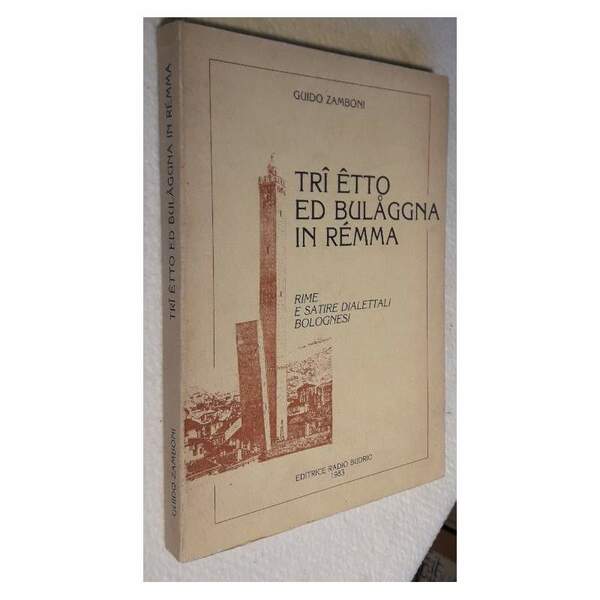 GUIDO ZAMBONI
TRÎ ÊTTO
ED BULÅGGNA
IN RÉMMA
RIME
E SATIRE DIALETTALI
BOLOGNESI
EDITRICE RADIO BUDRIO
1983
GUIDO ZAMBONI TRÎ ÊTTO ED BULÅGGNA IN RÉMMA